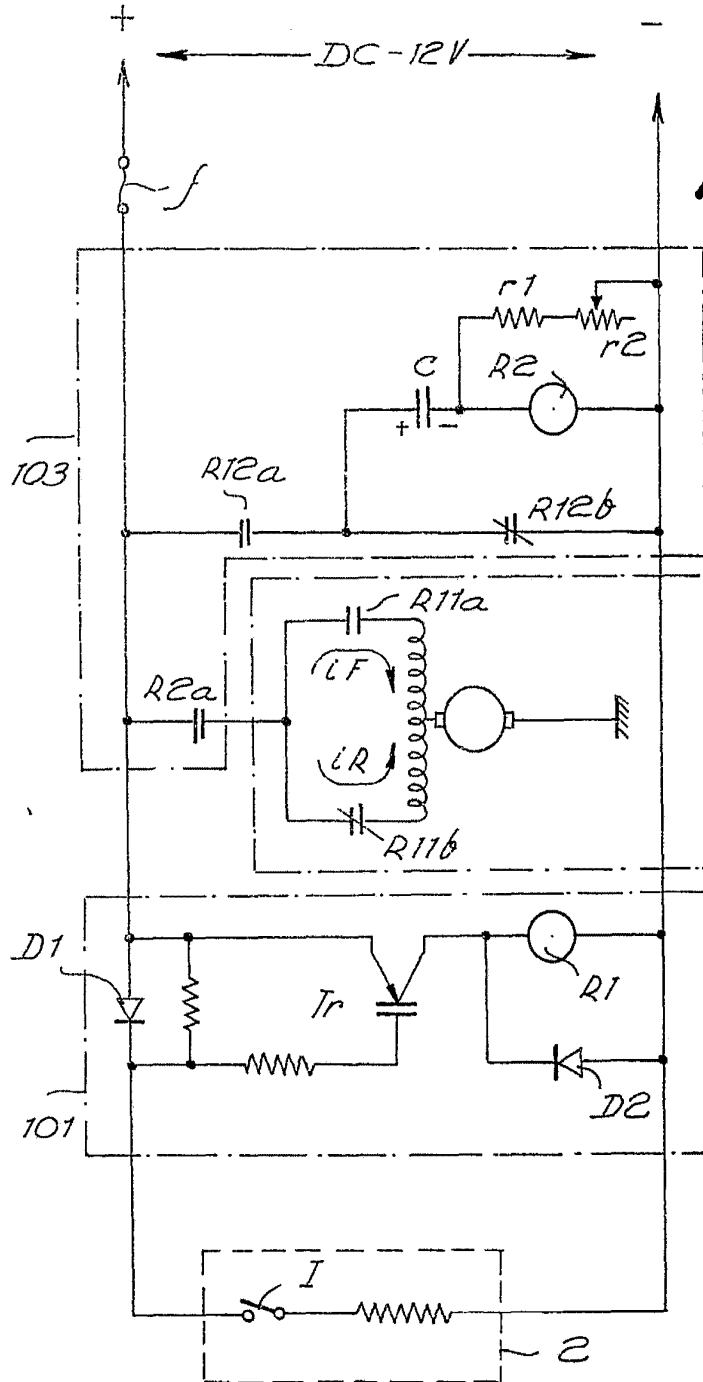 + −
DC-12V
f
r1
r2
C
R2
+ −
103
R12a
R12b
R11a
R2a
iF
iR
R11b
D1
Tr
R1
D2
101
I
2